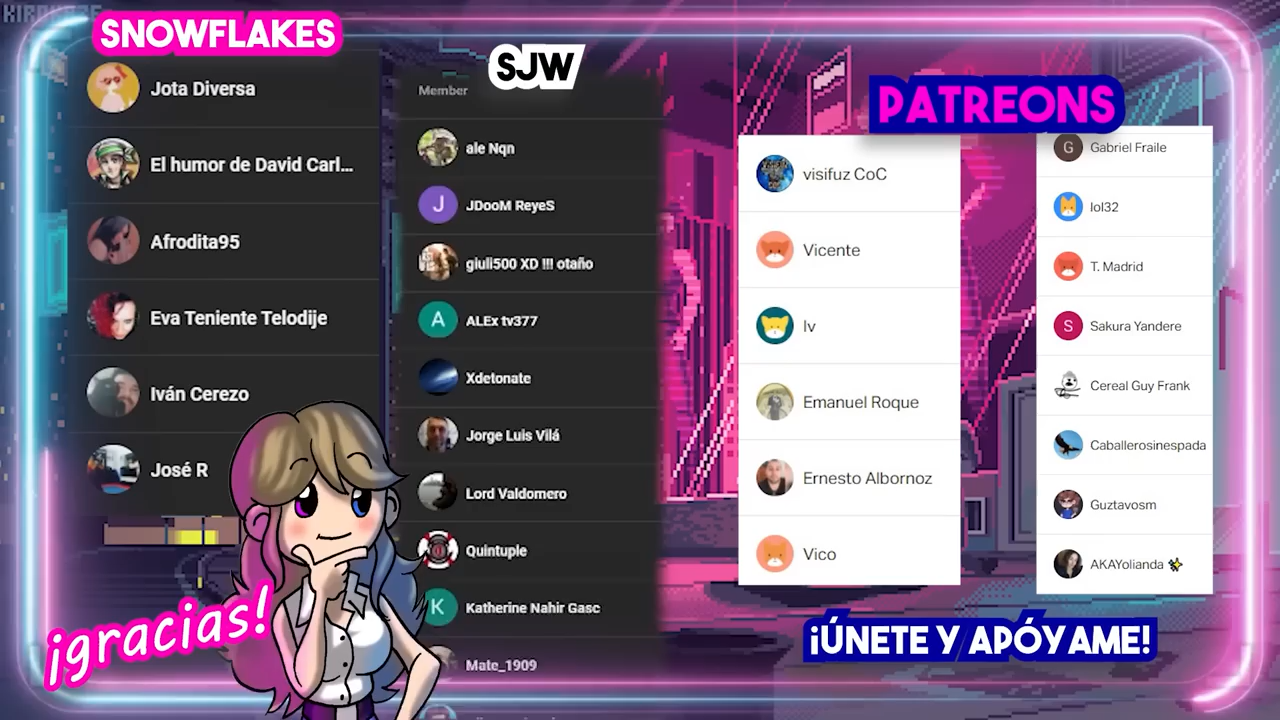 SNOWFLAKES
Jota Diversa
El humor de David Carl...
Afrodita95
Eva Teniente Telodije
Iván Cerezo
José R
¡gracias!
SJW
Member
ale Nqn
J
JDooM ReyeS
giuli500 XD !!! otaño
A
ALEx tv377
Xdetonate
Jorge Luis Vilá
Lord Valdomero
Quintuple
K
Katherine Nahir Gasc
Mate_1909
PATREONS
visifuz CoC
Vicente
Iv
Emanuel Roque
Ernesto Albornoz
Vico
G
Gabriel Fraile
lol32
T. Madrid
S
Sakura Yandere
Cereal Guy Frank
Caballerosinespada
Guztavosm
AKAYolianda ✨
¡ÚNETE Y APÓYAME!